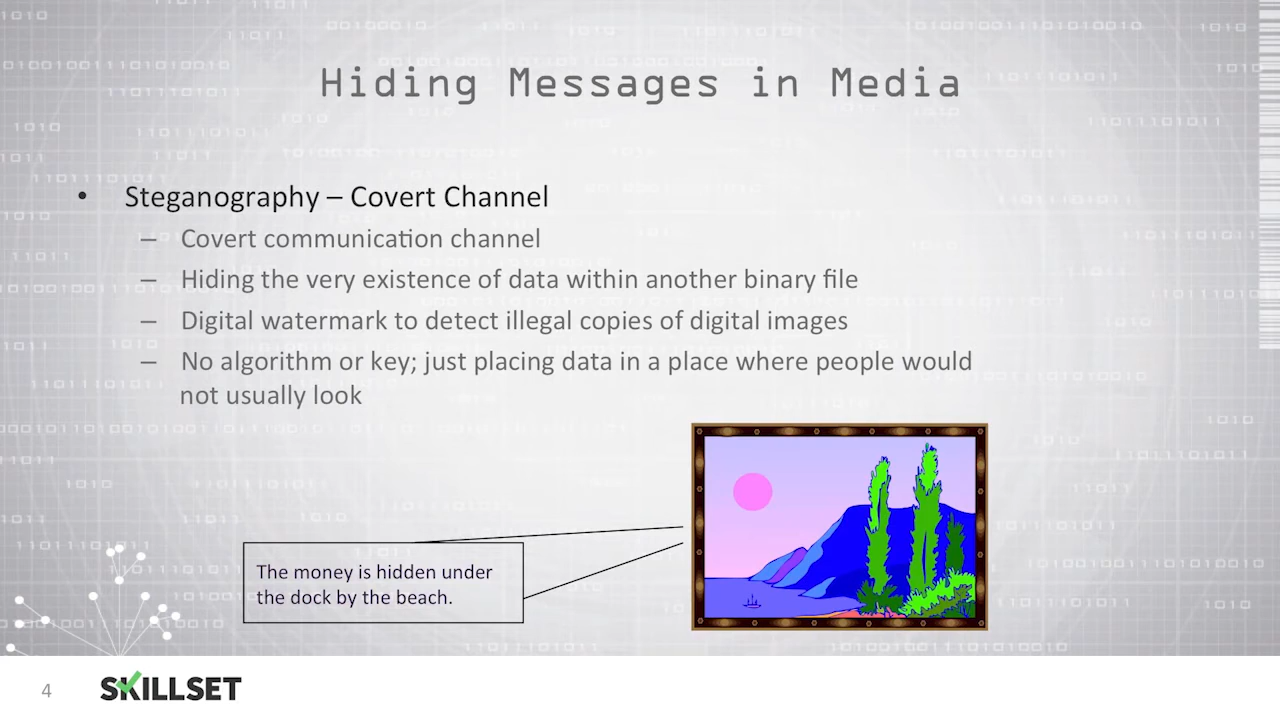 Hiding Messages in Media
• Steganography – Covert Channel
– Covert communication channel
– Hiding the very existence of data within another binary file
– Digital watermark to detect illegal copies of digital images
– No algorithm or key; just placing data in a place where people would
not usually look
The money is hidden under
the dock by the beach.
4
SKILLSET